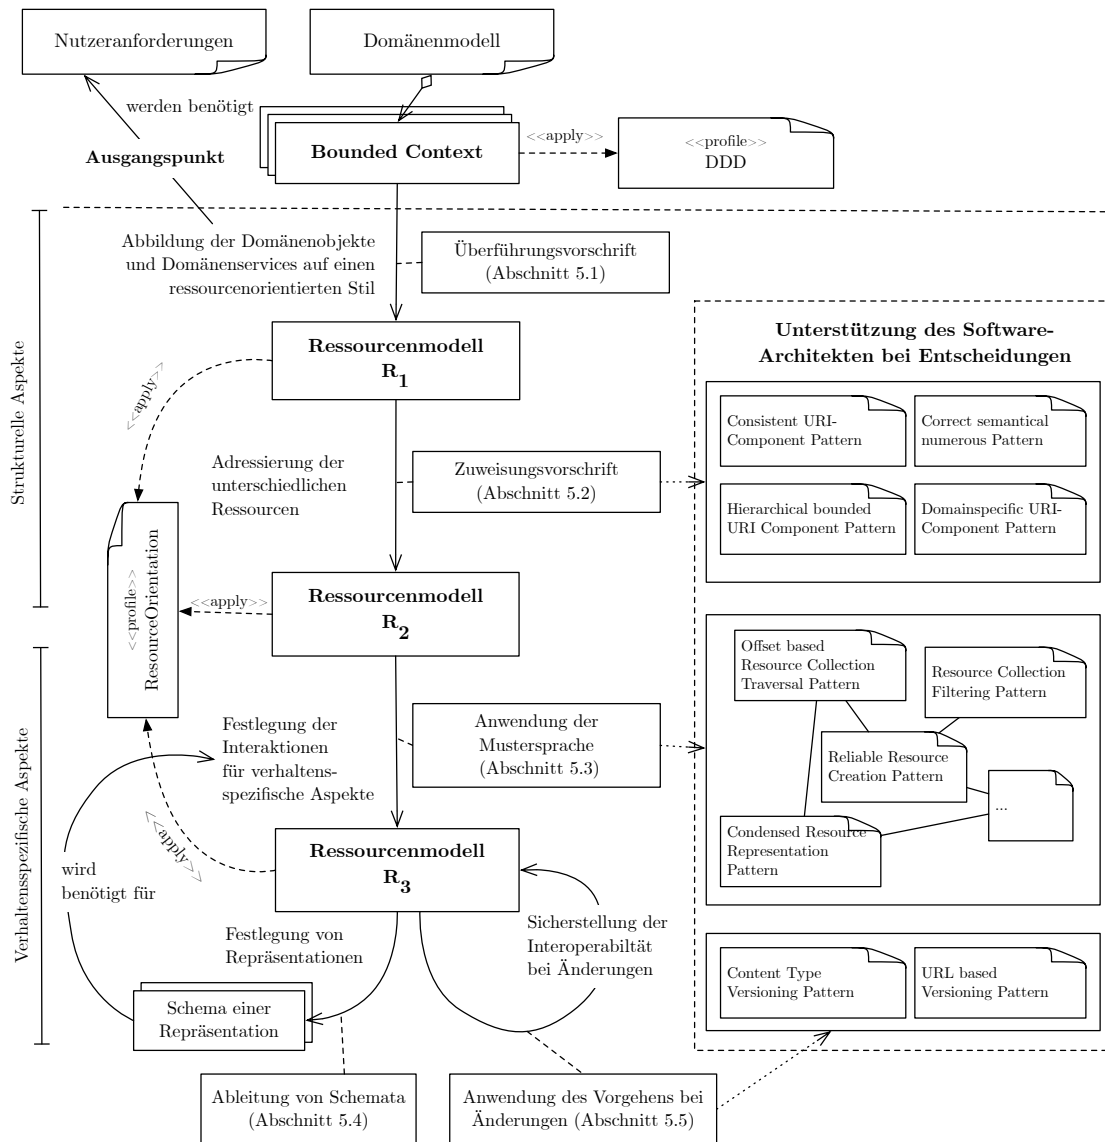 Nutzeranforderungen
Domänenmodell
werden benötigt
Ausgangspunkt
Bounded Context
<<apply>>
<<profile>>
DDD
Strukturelle Aspekte
Abbildung der Domänenobjekte
und Domänenservices auf einen
ressourcenorientierten Stil
Überführungsvorschrift
(Abschnitt 5.1)
Ressourcenmodell
R1
<<apply>>
Adressierung der
unterschiedlichen
Ressourcen
Zuweisungsvorschrift
(Abschnitt 5.2)
<<profile>>
ResourceOrientation
<<apply>>
Ressourcenmodell
R2
Verhaltensspezifische Aspekte
Festlegung der
Interaktionen
für verhaltens-
spezifische Aspekte
Anwendung der
Mustersprache
(Abschnitt 5.3)
<<apply>>
Ressourcenmodell
R3
wird
benötigt für
Festlegung von
Repräsentationen
Sicherstellung der
Interoperabiltät
bei Änderungen
Schema einer
Repräsentation
Ableitung von Schemata
(Abschnitt 5.4)
Anwendung des Vorgehens bei
Änderungen (Abschnitt 5.5)
Unterstützung des Software-
Architekten bei Entscheidungen
Consistent URI-
Component Pattern
Correct semantical
numerous Pattern
Hierarchical bounded
URI Component Pattern
Domainspecific URI-
Component Pattern
Offset based
Resource Collection
Traversal Pattern
Resource Collection
Filtering Pattern
Reliable Resource
Creation Pattern
...
Condensed Resource
Representation
Pattern
Content Type
Versioning Pattern
URL based
Versioning Pattern